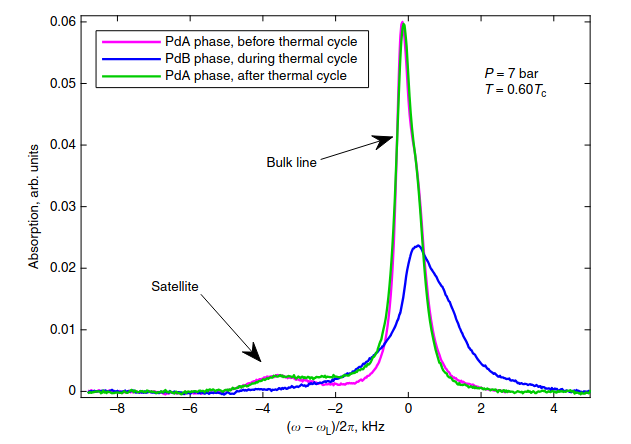 0.06
0.05
0.04
0.03
0.02
0.01
0
Absorption, arb. units
PdA phase, before thermal cycle
PdB phase, during thermal cycle
PdA phase, after thermal cycle
P = 7 bar
T = 0.60Tc
Bulk line
Satellite
−8 −6 −4 −2 0 2 4
(ω − ωL)/2π, kHz